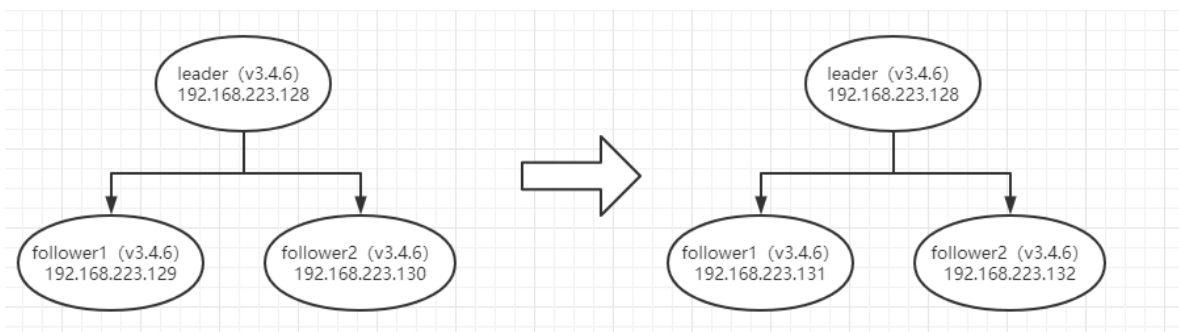 leader（v3.4.6)
192.168.223.128
follower1（v3.4.6)
192.168.223.129
follower2（v3.4.6)
192.168.223.130
leader（v3.4.6)
192.168.223.128
follower1（v3.4.6)
192.168.223.131
follower2（v3.4.6)
192.168.223.132